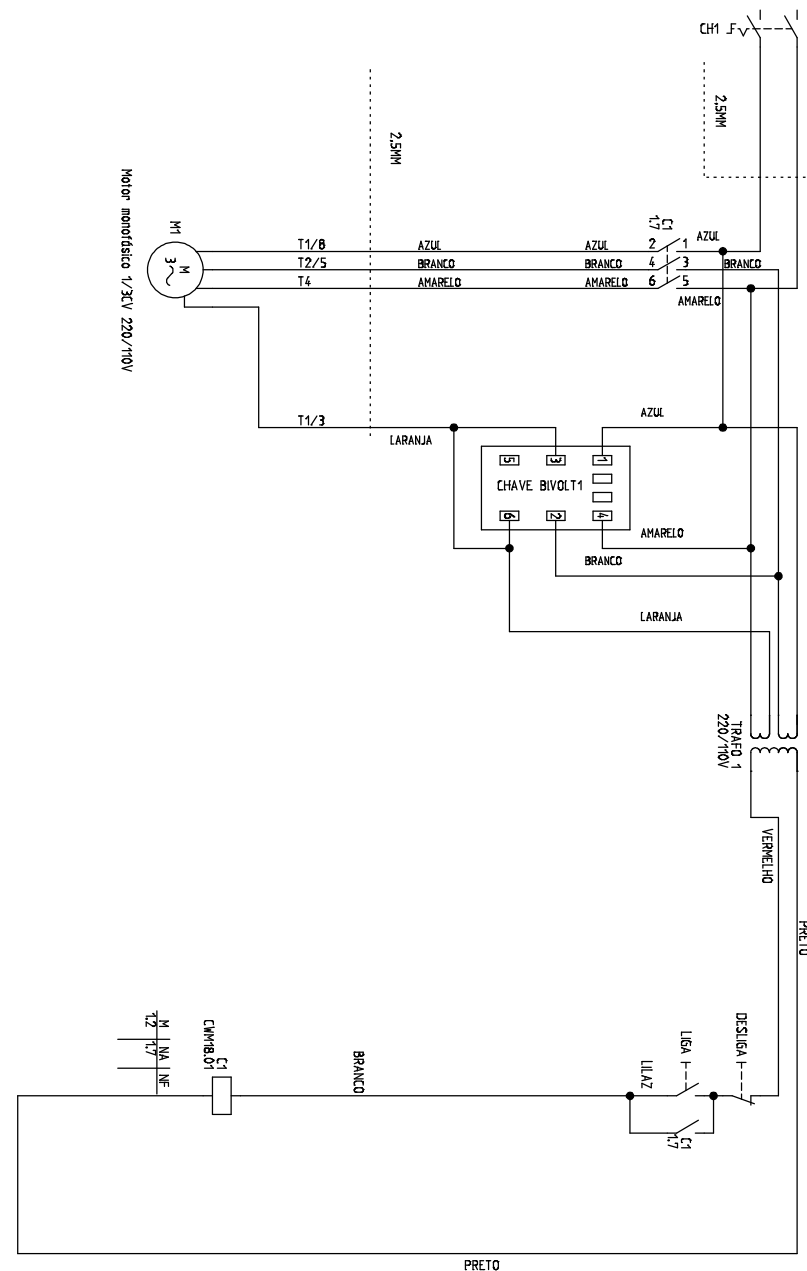 CH1
2,5MM
2,5MM
M1
M
3~
Motor monofásico 1/3CV 220/110V
T1/8
AZUL
AZUL
2
C1
1.7
1
AZUL
T2/5
BRANCO
BRANCO
4
3
BRANCO
T4
AMARELO
AMARELO
6
5
AMARELO
T1/3
LARANJA
AZUL
5
3
1
CHAVE BIVOLT1
6
2
4
AMARELO
BRANCO
LARANJA
TRAFO 1
220/110V
VERMELHO
PRETO
M
1.2
NA
1.7
NF
C1
CWM18.01
BRANCO
LILAZ
LIGA
DESLIGA
C1
1.7
PRETO